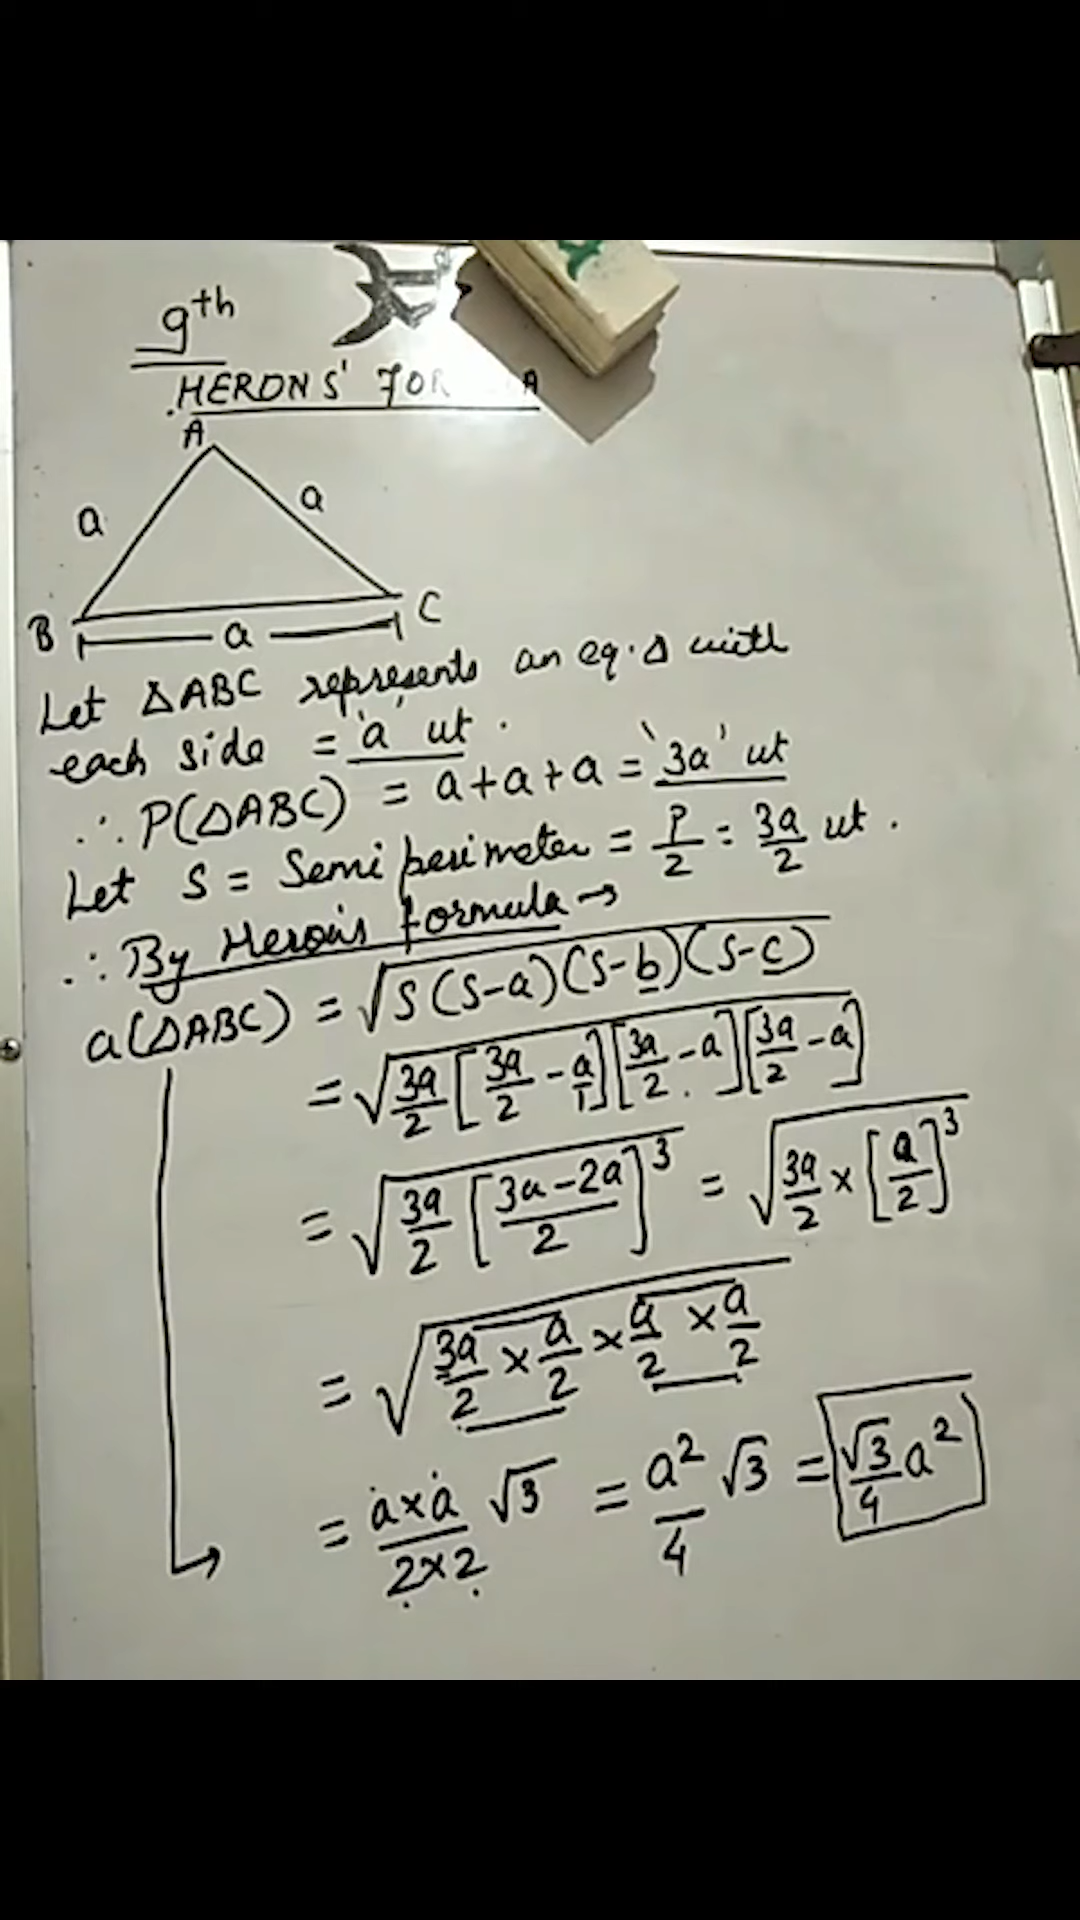 9th
HERONS' FOR A
A
a
a
B
C
a
Let ΔABC represents an eq. Δ with
each side = 'a' ut.
∴ P(ΔABC) = a+a+a = '3a' ut
Let S = Semi perimeter = P/2 = 3a/2 ut.
∴ By Heron's formula →
a(ΔABC) = √S(S-a)(S-b)(S-c)
= √3a/2 [3a/2 - a/1][3a/2 - a][3a/2 - a]
= √3a/2 [3a-2a/2]³ = √3a/2 × [a/2]³
= √3a/2 × a/2 × a/2 × a/2
= a×a/2×2 √3 = a²/4 √3 = √3/4 a²